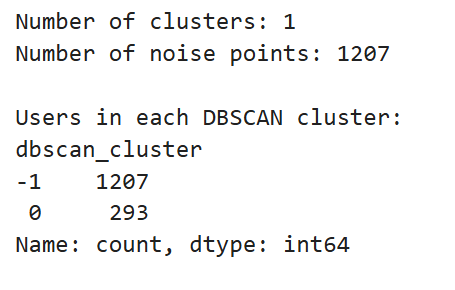 Number of clusters: 1
Number of noise points: 1207

Users in each DBSCAN cluster:
dbscan_cluster
-1    1207
 0     293
Name: count, dtype: int64